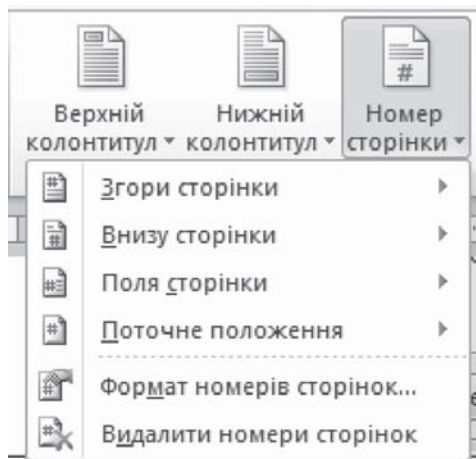 Верхній Нижній Номер
колонтитул колонтитул сторінки
Згори сторінки
Внизу сторінки
Поля сторінки
Поточне положення
Формат номерів сторінок...
Видалити номери сторінок